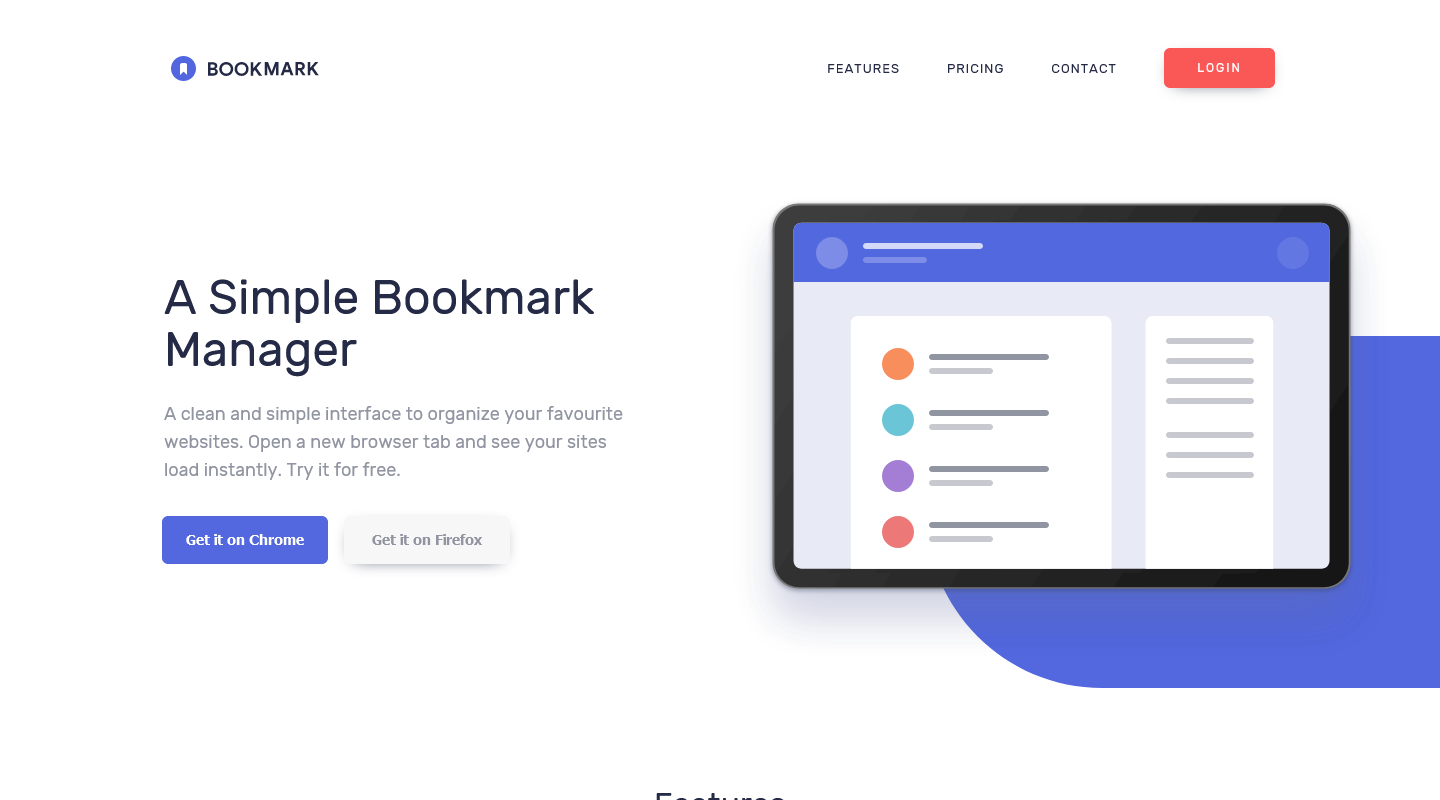 BOOKMARK
FEATURES
PRICING
CONTACT
LOGIN
A Simple Bookmark
Manager
A clean and simple interface to organize your favourite
websites. Open a new browser tab and see your sites
load instantly. Try it for free.
Get it on Chrome
Get it on Firefox
Features